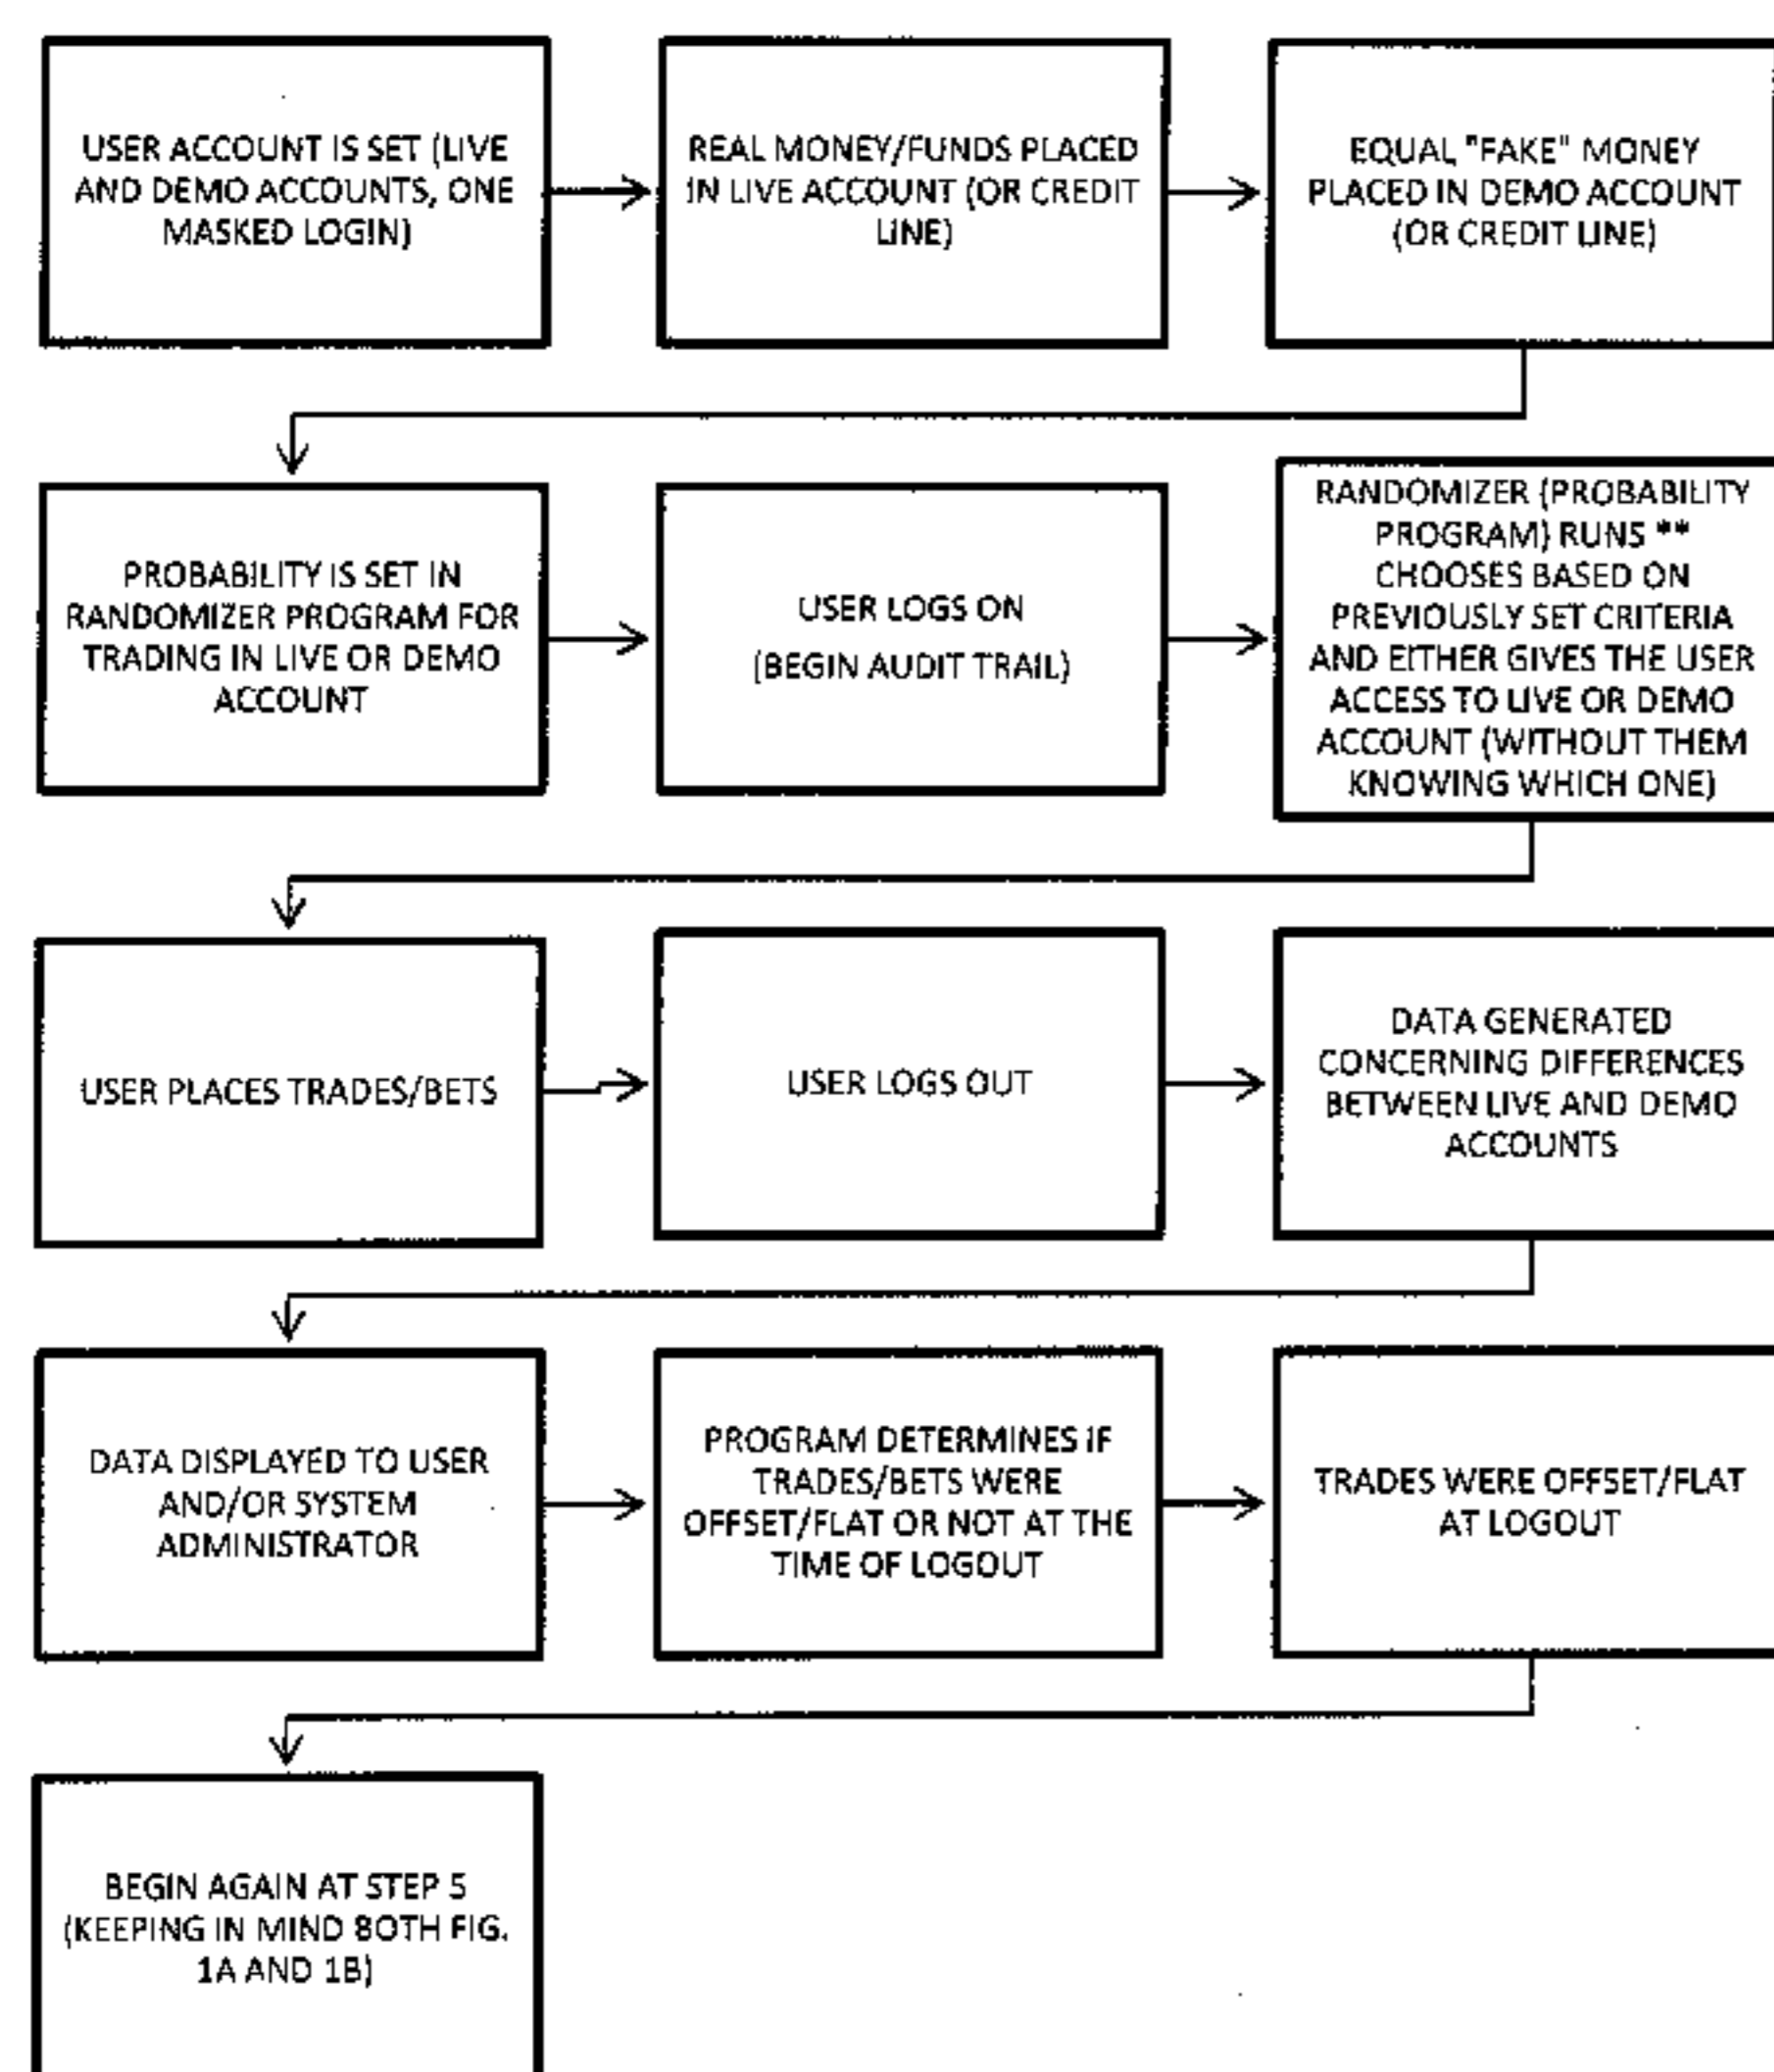 USER ACCOUNT IS SET (LIVE
AND DEMO ACCOUNTS, ONE
MASKED LOGIN)
REAL MONEY/FUNDS PLACED
IN LIVE ACCOUNT (OR CREDIT
LINE)
EQUAL "FAKE" MONEY
PLACED IN DEMO ACCOUNT
(OR CREDIT LINE)
PROBABILITY IS SET IN
RANDOMIZER PROGRAM FOR
TRADING IN LIVE OR DEMO
ACCOUNT
USER LOGS ON
(BEGIN AUDIT TRAIL)
RANDOMIZER (PROBABILITY
PROGRAM) RUNS **
CHOOSES BASED ON
PREVIOUSLY SET CRITERIA
AND EITHER GIVES THE USER
ACCESS TO LIVE OR DEMO
ACCOUNT (WITHOUT THEM
KNOWING WHICH ONE)
USER PLACES TRADES/BETS
USER LOGS OUT
DATA GENERATED
CONCERNING DIFFERENCES
BETWEEN LIVE AND DEMO
ACCOUNTS
DATA DISPLAYED TO USER
AND/OR SYSTEM
ADMINISTRATOR
PROGRAM DETERMINES IF
TRADES/BETS WERE
OFFSET/FLAT OR NOT AT THE
TIME OF LOGOUT
TRADES WERE OFFSET/FLAT
AT LOGOUT
BEGIN AGAIN AT STEP 5
(KEEPING IN MIND BOTH FIG.
1A AND 1B)